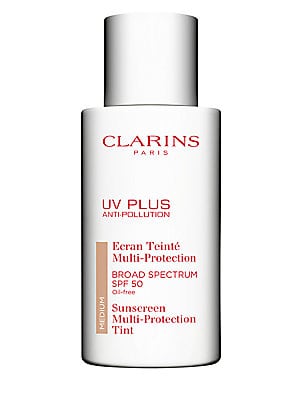 CLARINS
PARIS
UV PLUS
ANTI-POLLUTION
Ecran Teinté
Multi-Protection
BROAD SPECTRUM
SPF 50
Oil-free
Sunscreen
Multi-Protection
Tint
MEDIUM